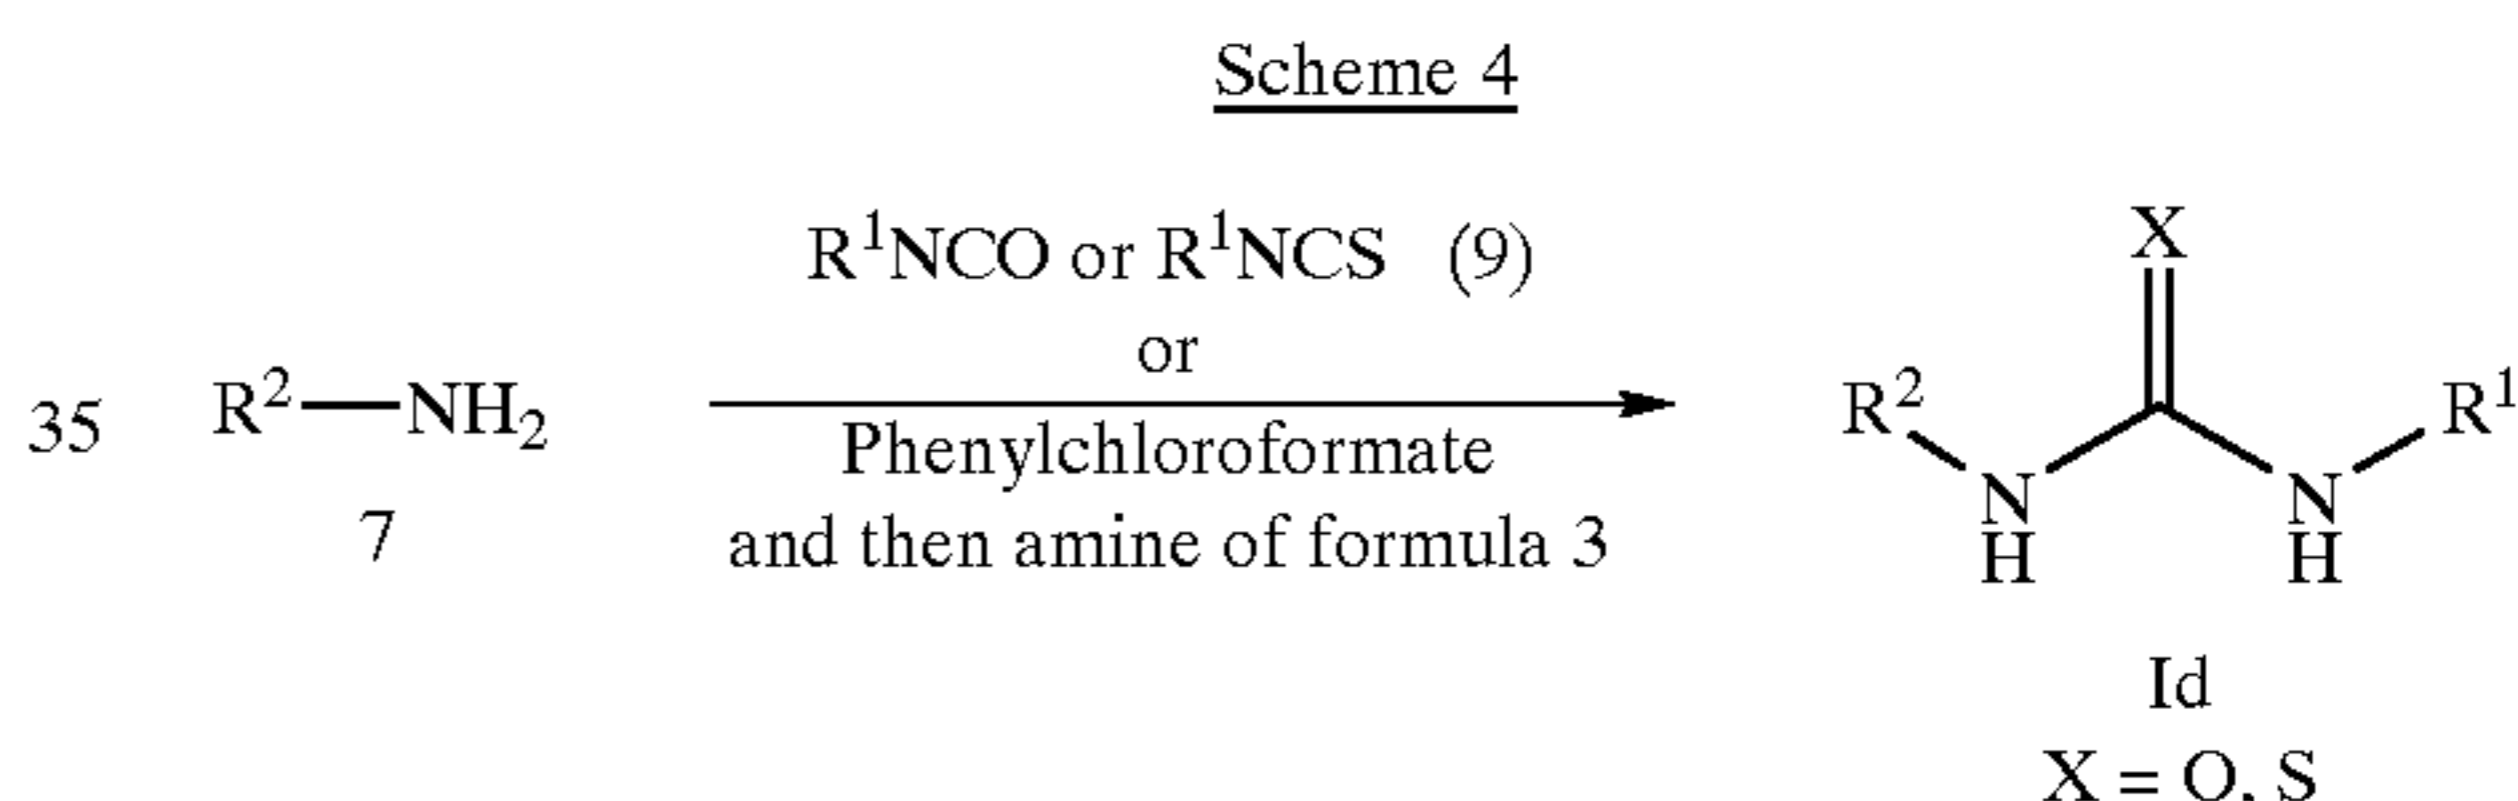 Scheme 4
R¹NCO or R¹NCS (9)
or
35 R²—NH₂
Phenylchloroformate
and then amine of formula 3
7
X
R² R¹
N N
H H
Id
X = O, S